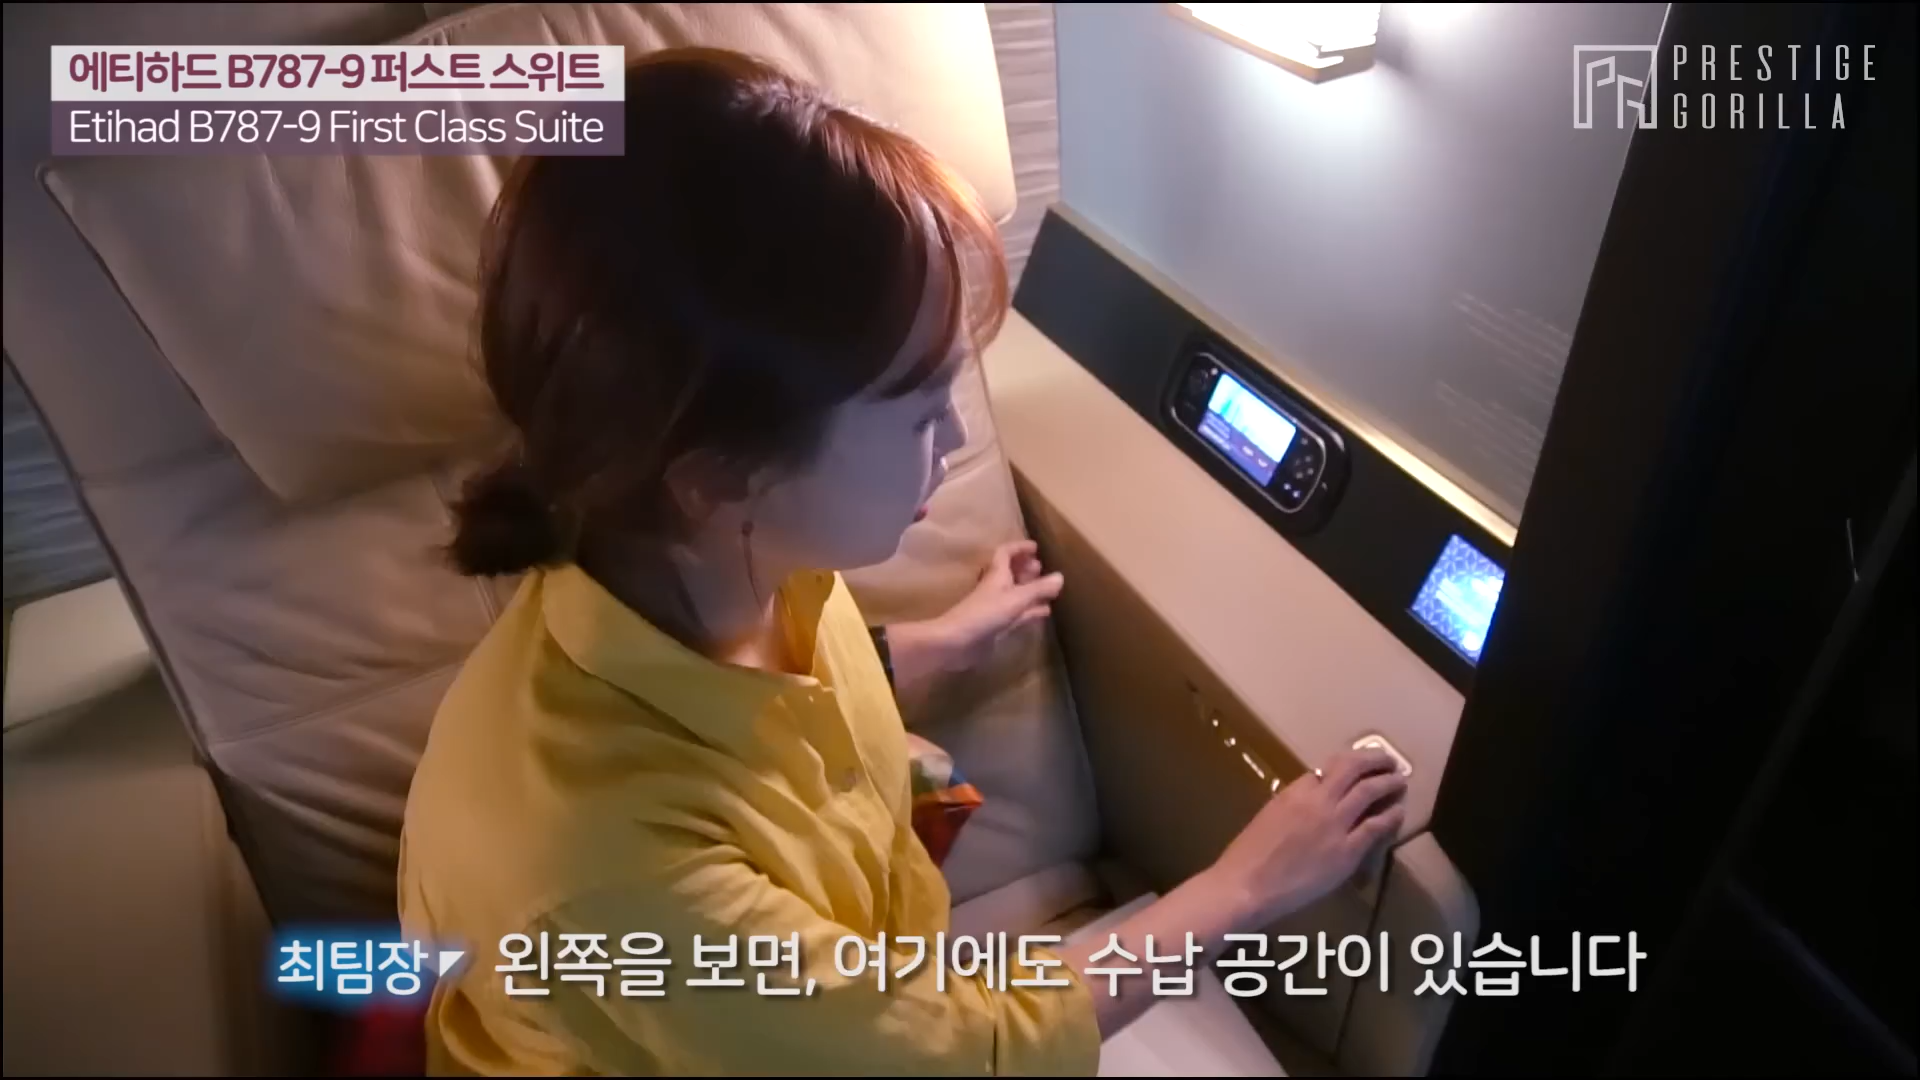 에티하드 B787-9 퍼스트 스위트
Etihad B787-9 First Class Suite
PRESTIGE
GORILLA
최팀장 왼쪽을 보면, 여기에도 수납 공간이 있습니다